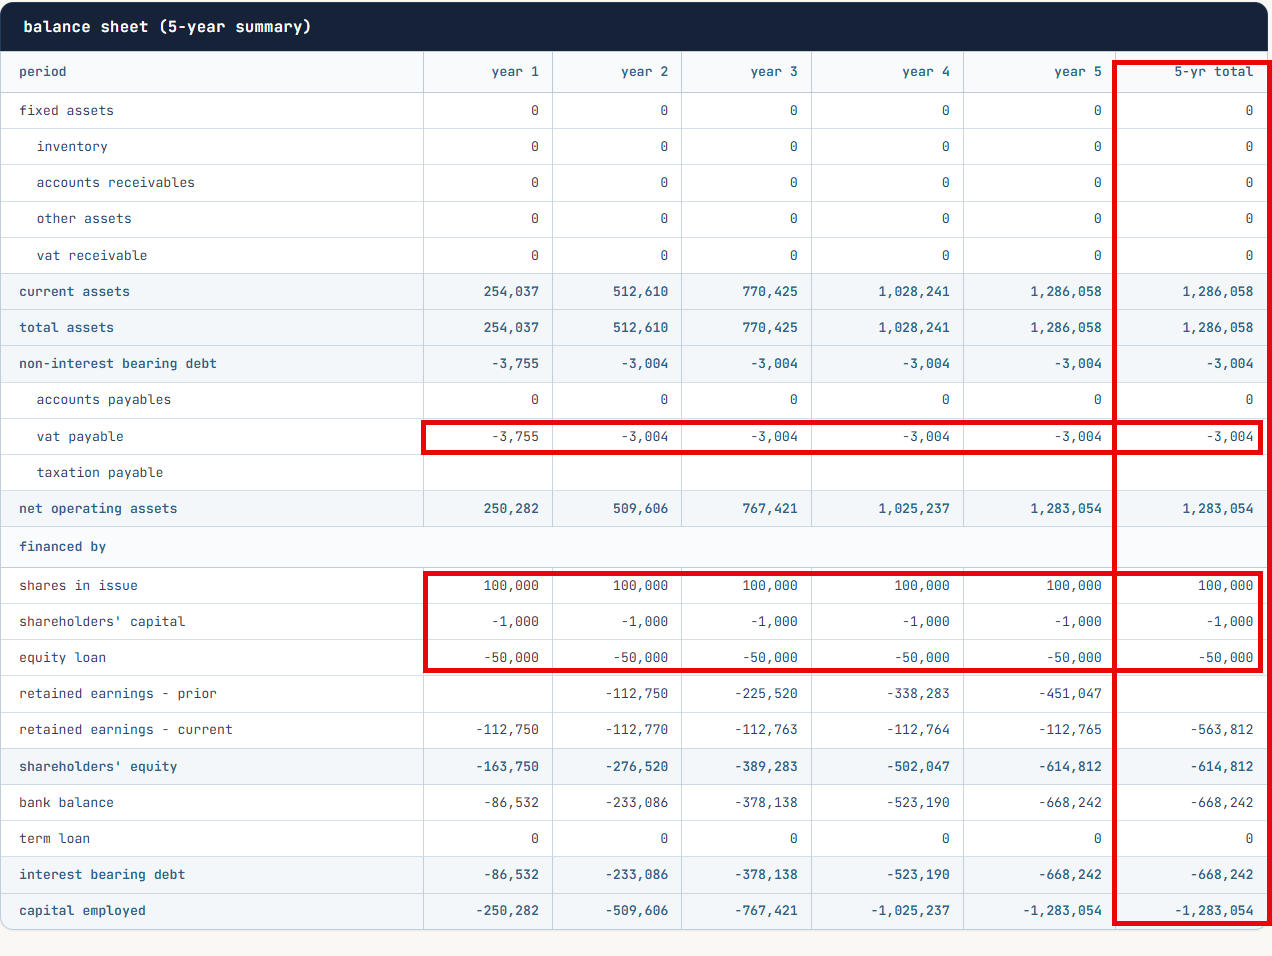 balance sheet (5-year summary)
period year 1 year 2 year 3 year 4 year 5 5-yr total
fixed assets 0 0 0 0 0 0
inventory 0 0 0 0 0 0
accounts receivables 0 0 0 0 0 0
other assets 0 0 0 0 0 0
vat receivable 0 0 0 0 0 0
current assets 254,037 512,610 770,425 1,028,241 1,286,058 1,286,058
total assets 254,037 512,610 770,425 1,028,241 1,286,058 1,286,058
non-interest bearing debt -3,755 -3,004 -3,004 -3,004 -3,004 -3,004
accounts payables 0 0 0 0 0 0
vat payable -3,755 -3,004 -3,004 -3,004 -3,004 -3,004
taxation payable
net operating assets 250,282 509,606 767,421 1,025,237 1,283,054 1,283,054
financed by
shares in issue 100,000 100,000 100,000 100,000 100,000 100,000
shareholders' capital -1,000 -1,000 -1,000 -1,000 -1,000 -1,000
equity loan -50,000 -50,000 -50,000 -50,000 -50,000 -50,000
retained earnings - prior -112,750 -225,520 -338,283 -451,047
retained earnings - current -112,750 -112,770 -112,763 -112,764 -112,765 -563,812
shareholders' equity -163,750 -276,520 -389,283 -502,047 -614,812 -614,812
bank balance -86,532 -233,086 -378,138 -523,190 -668,242 -668,242
term loan 0 0 0 0 0 0
interest bearing debt -86,532 -233,086 -378,138 -523,190 -668,242 -668,242
capital employed -250,282 -509,606 -767,421 -1,025,237 -1,283,054 -1,283,054